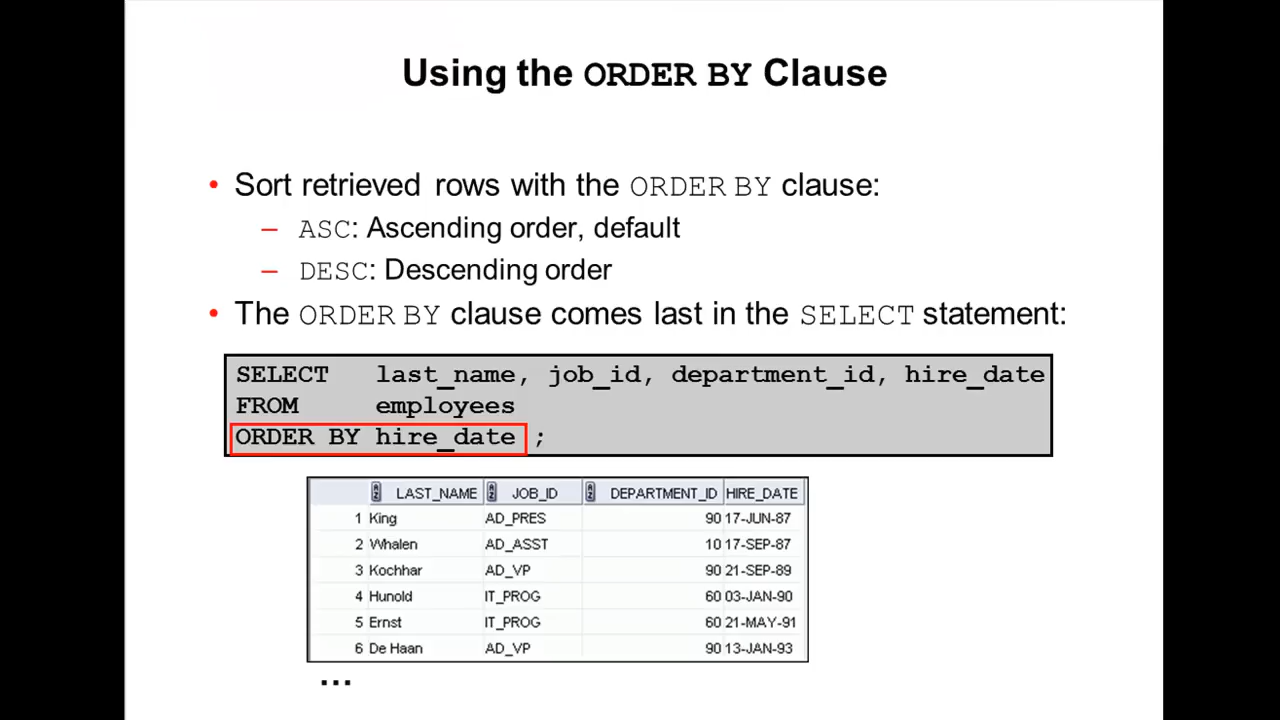 Using the ORDER BY Clause
• Sort retrieved rows with the ORDER BY clause:
– ASC: Ascending order, default
– DESC: Descending order
• The ORDER BY clause comes last in the SELECT statement:
SELECT last_name, job_id, department_id, hire_date
FROM employees
ORDER BY hire_date ;
LAST_NAME JOB_ID DEPARTMENT_ID HIRE_DATE
1 King AD_PRES 90 17-JUN-87
2 Whalen AD_ASST 10 17-SEP-87
3 Kochhar AD_VP 90 21-SEP-89
4 Hunold IT_PROG 60 03-JAN-90
5 Ernst IT_PROG 60 21-MAY-91
6 De Haan AD_VP 90 13-JAN-93
…